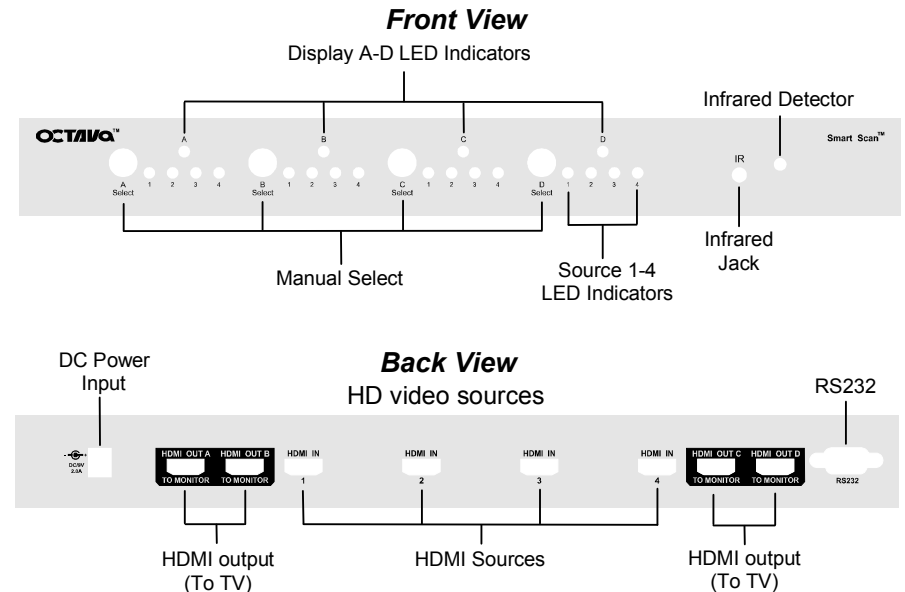 Front View
Display A-D LED Indicators
Infrared Detector
OCTAVA™
A
B
C
D
Smart Scan™
IR
A
Select
1 2 3 4
B
Select
1 2 3 4
C
Select
1 2 3 4
D
Select
1 2 3 4
Manual Select
Source 1-4
LED Indicators
Infrared
Jack
DC Power
Input
Back View
HD video sources
RS232
DC/5V
2.0A
HDMI OUT A
TO MONITOR
HDMI OUT B
TO MONITOR
HDMI IN
1
HDMI IN
2
HDMI IN
3
HDMI IN
4
HDMI OUT C
TO MONITOR
HDMI OUT D
TO MONITOR
RS232
HDMI output
(To TV)
HDMI Sources
HDMI output
(To TV)